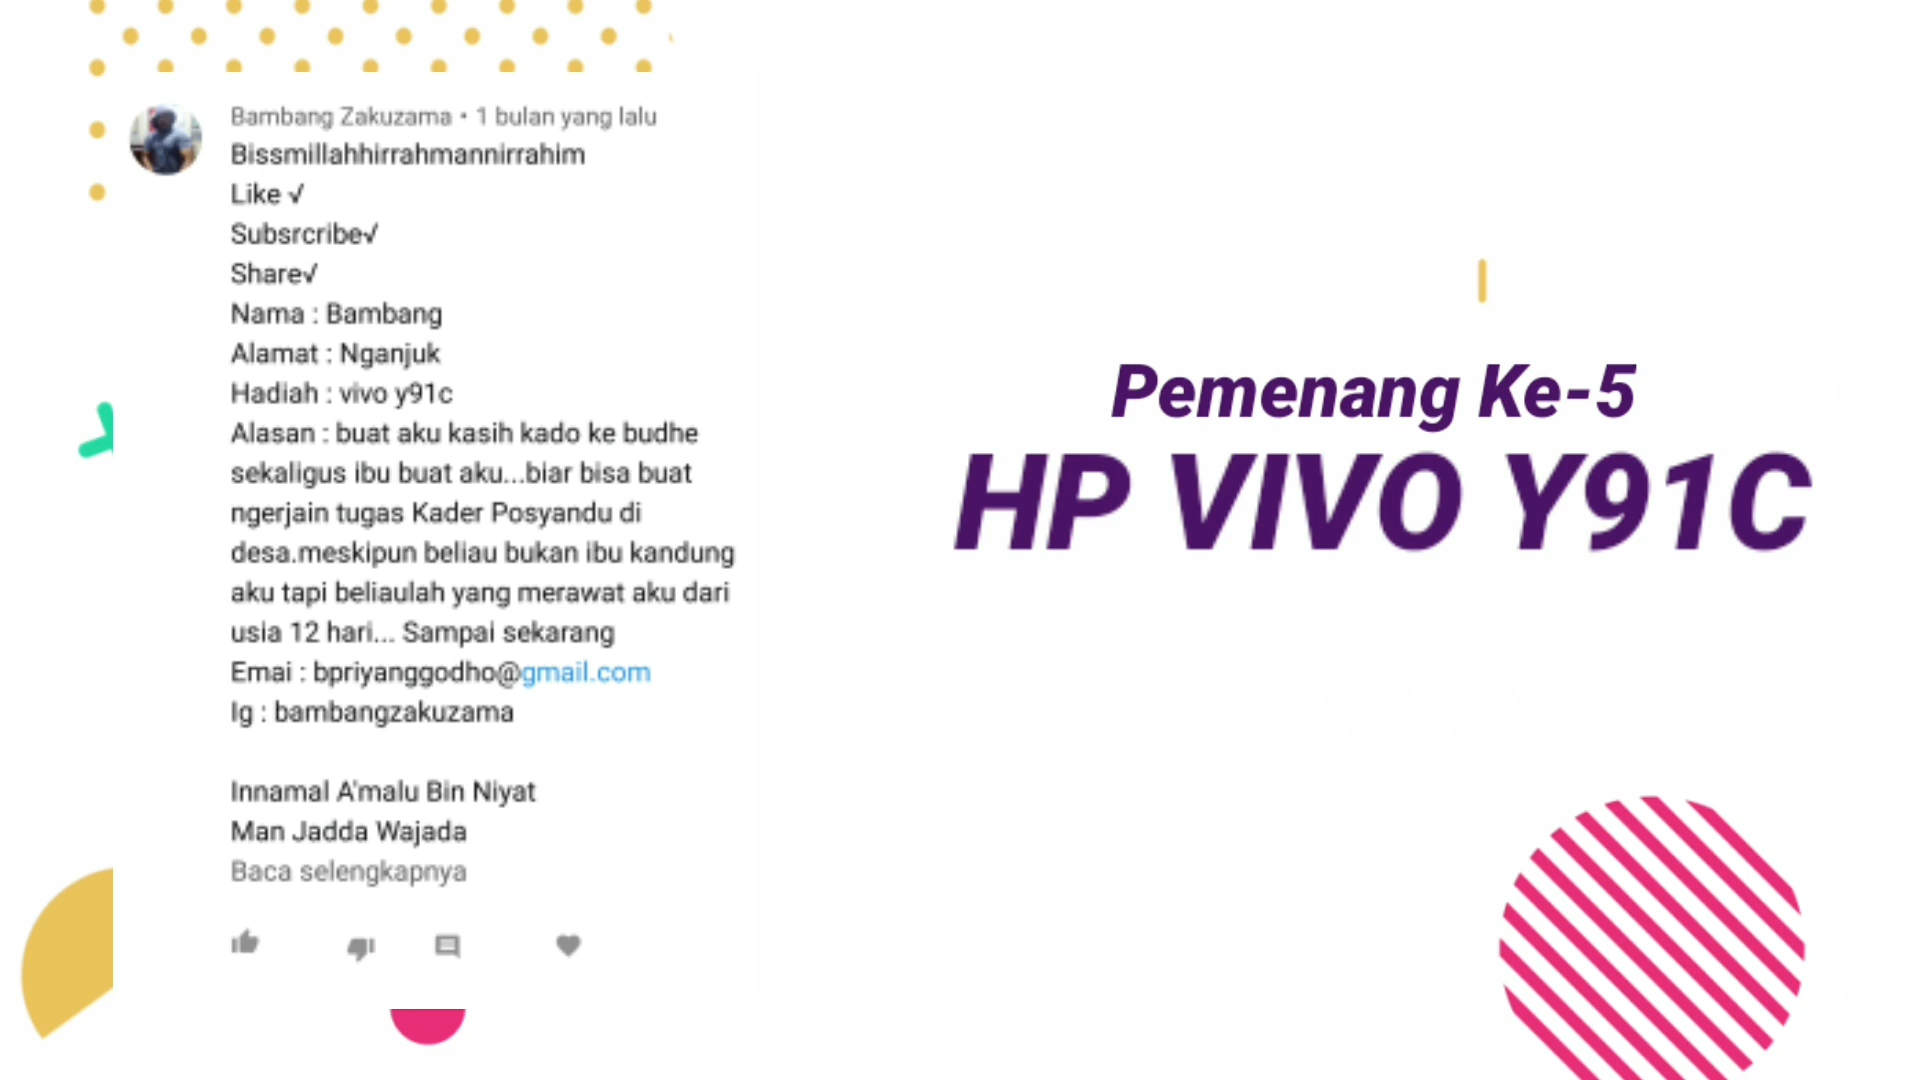 Bambang Zakuzama • 1 bulan yang lalu
Bissmillahhirrahmannirrahim
Like √
Subsrcribe√
Share√
Nama : Bambang
Alamat : Nganjuk
Hadiah : vivo y91c
Alasan : buat aku kasih kado ke budhe
sekaligus ibu buat aku...biar bisa buat
ngerjain tugas Kader Posyandu di
desa.meskipun beliau bukan ibu kandung
aku tapi beliaulah yang merawat aku dari
usia 12 hari... Sampai sekarang
Emai : bpriyanggodho@gmail.com
Ig : bambangzakuzama
Innamal A'malu Bin Niyat
Man Jadda Wajada
Baca selengkapnya
Pemenang Ke-5
HP VIVO Y91C